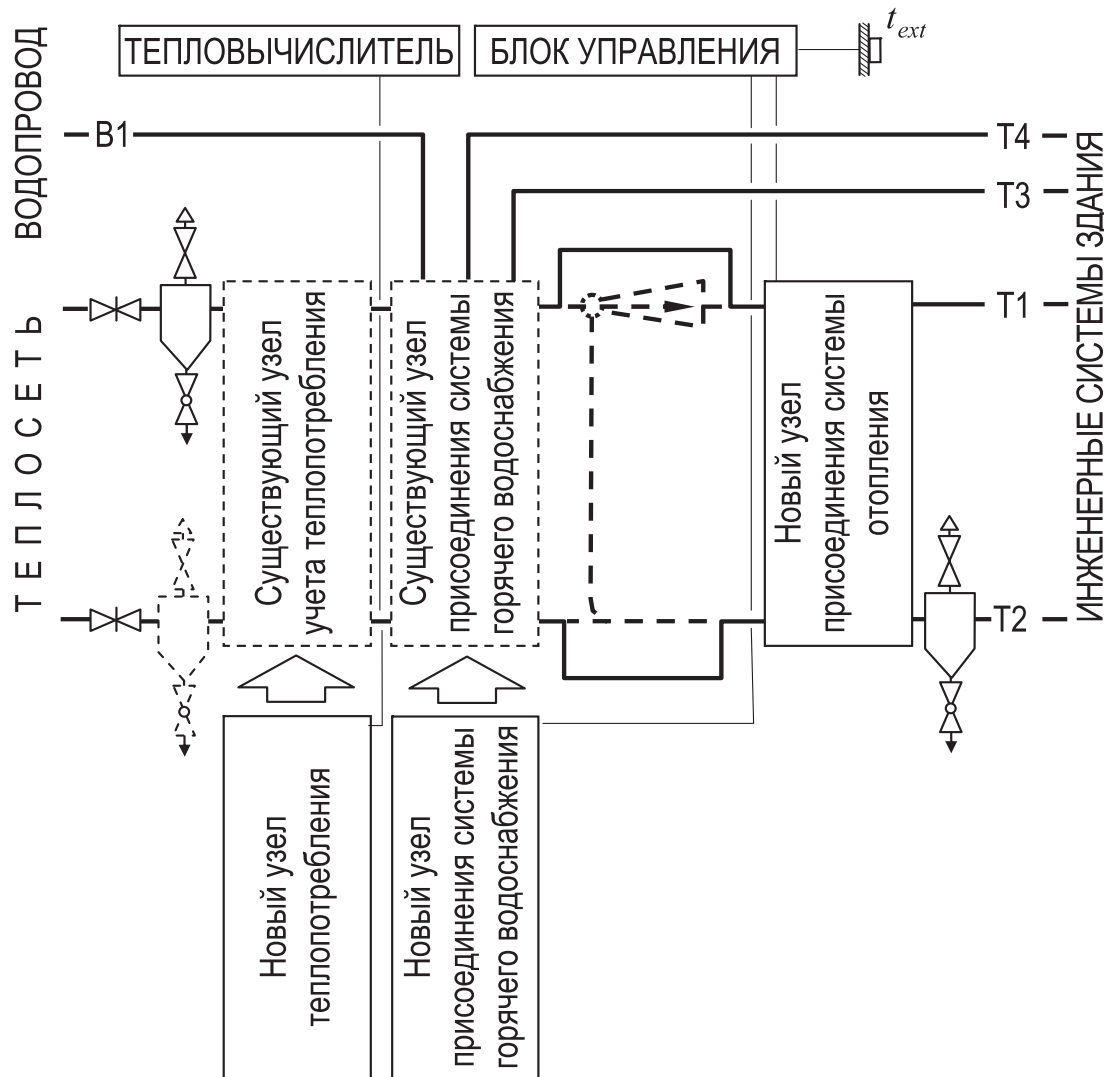 ТЕПЛОВЫЧИСЛИТЕЛЬ
БЛОК УПРАВЛЕНИЯ
t ext
ВОДОПРОВОД
В1
Т4
Т3
Т1
Т2
ТЕПЛОСЕТЬ
ИНЖЕНЕРНЫЕ СИСТЕМЫ ЗДАНИЯ
Существующий узел
учета теплопотребления
Существующий узел
присоединения системы
горячего водоснабжения
Новый узел
присоединения системы
отопления
Новый узел
теплопотребления
Новый узел
присоединения системы
горячего водоснабжения